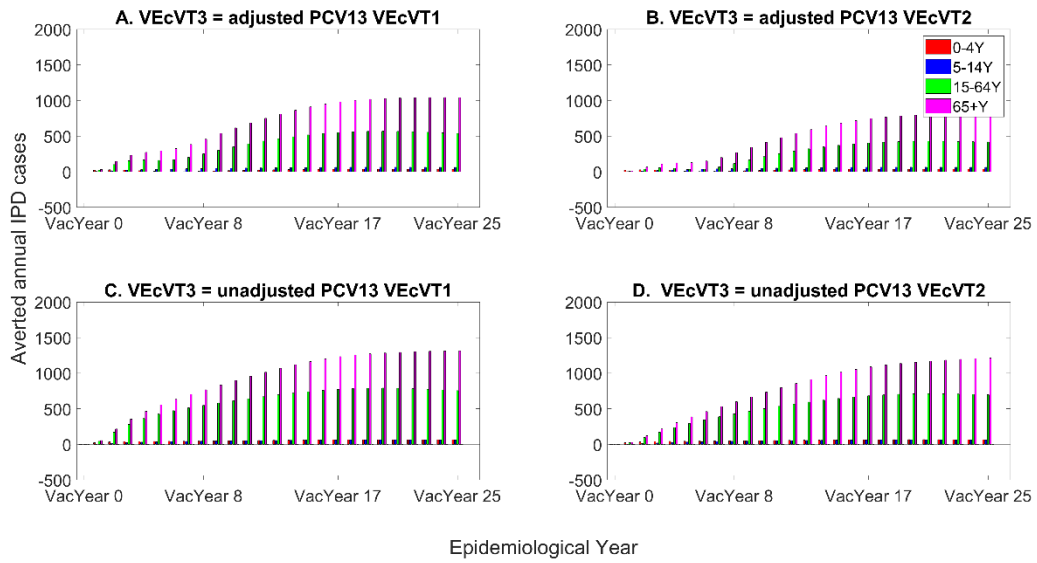 A. VEcVT3 = adjusted PCV13 VEcVT1
2000
1500
1000
500
0
-500
VacYear 0 VacYear 8 VacYear 17 VacYear 25
B. VEcVT3 = adjusted PCV13 VEcVT2
2000
1500
1000
500
0
-500
VacYear 0 VacYear 8 VacYear 17 VacYear 25
0-4Y
5-14Y
15-64Y
65+Y
Averted annual IPD cases
C. VEcVT3 = unadjusted PCV13 VEcVT1
2000
1500
1000
500
0
-500
VacYear 0 VacYear 8 VacYear 17 VacYear 25
D. VEcVT3 = unadjusted PCV13 VEcVT2
2000
1500
1000
500
0
-500
VacYear 0 VacYear 8 VacYear 17 VacYear 25
Epidemiological Year